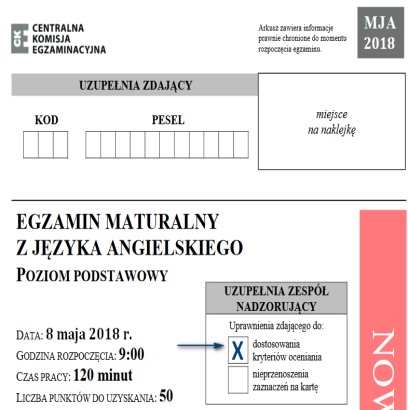 CENTRALNA
KOMISJA
EGZAMINACYJNA
Arkusz zawiera informacje
prawnie chronione do momentu
rozpoczęcia egzaminu.
MJA
2018
UZUPEŁNIA ZDAJĄCY
KOD
PESEL
miejsce
na naklejkę
EGZAMIN MATURALNY
Z JĘZYKA ANGIELSKIEGO
POZIOM PODSTAWOWY
UZUPEŁNIA ZESPÓŁ
NADZORUJĄCY
Uprawnienia zdającego do:
X dostosowania
kryteriów oceniania
nieprzenoszenia
zaznaczeń na kartę
DATA: 8 maja 2018 r.
GODZINA ROZPOCZĘCIA: 9:00
CZAS PRACY: 120 minut
LICZBA PUNKTÓW DO UZYSKANIA: 50
NOW